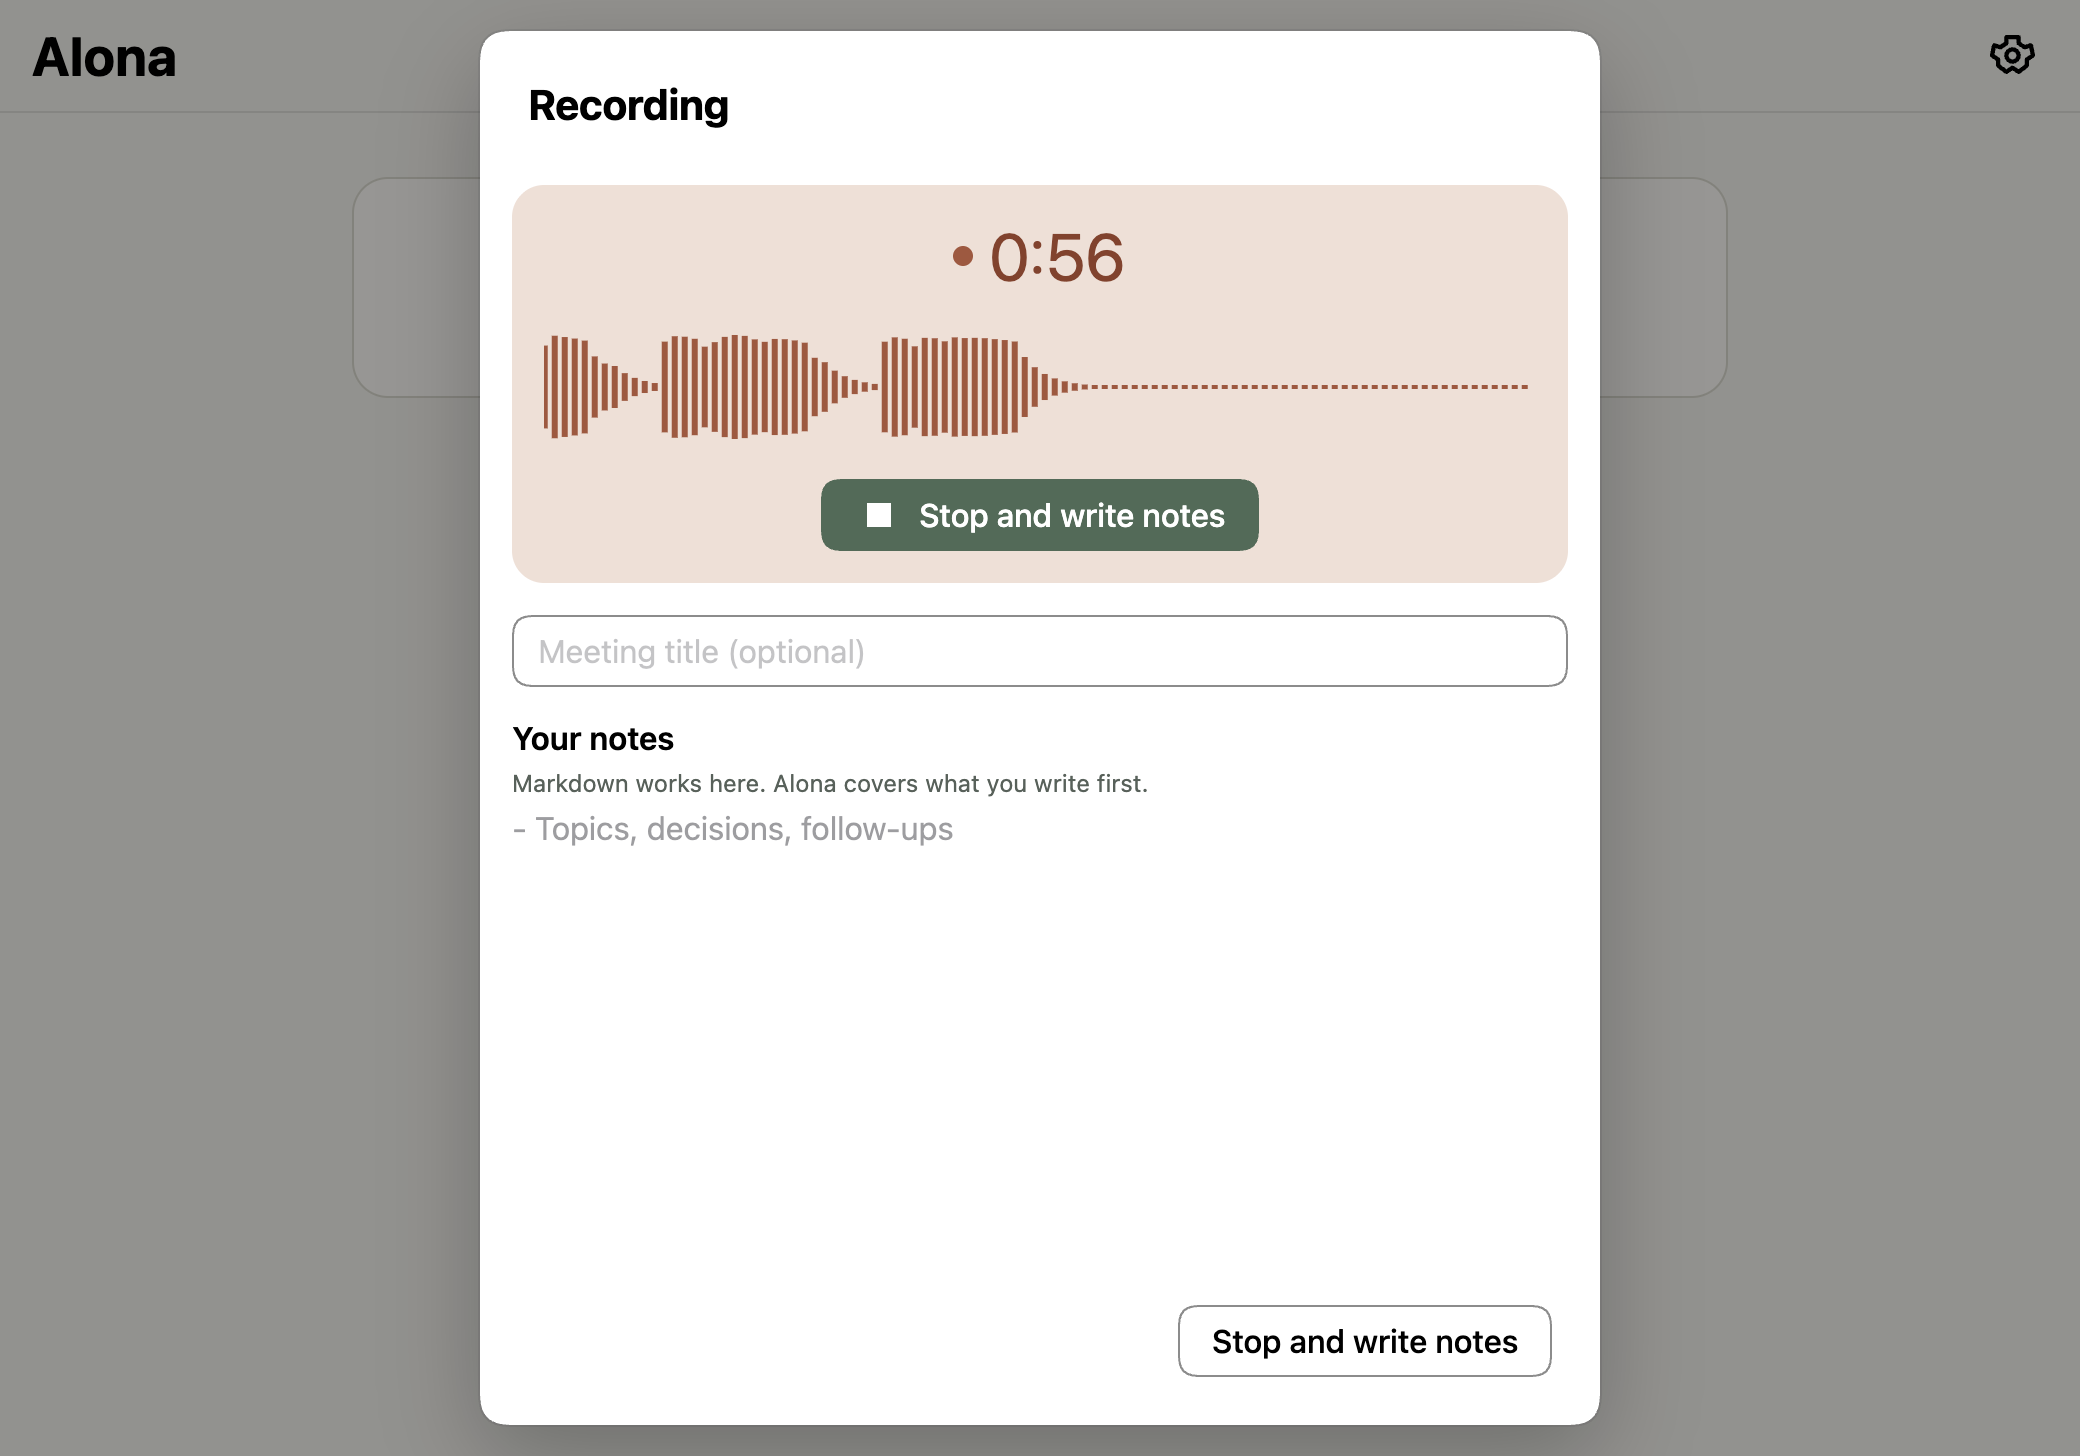 Alona
Recording
0:56
Stop and write notes
Meeting title (optional)
Your notes
Markdown works here. Alona covers what you write first.
- Topics, decisions, follow-ups
Stop and write notes